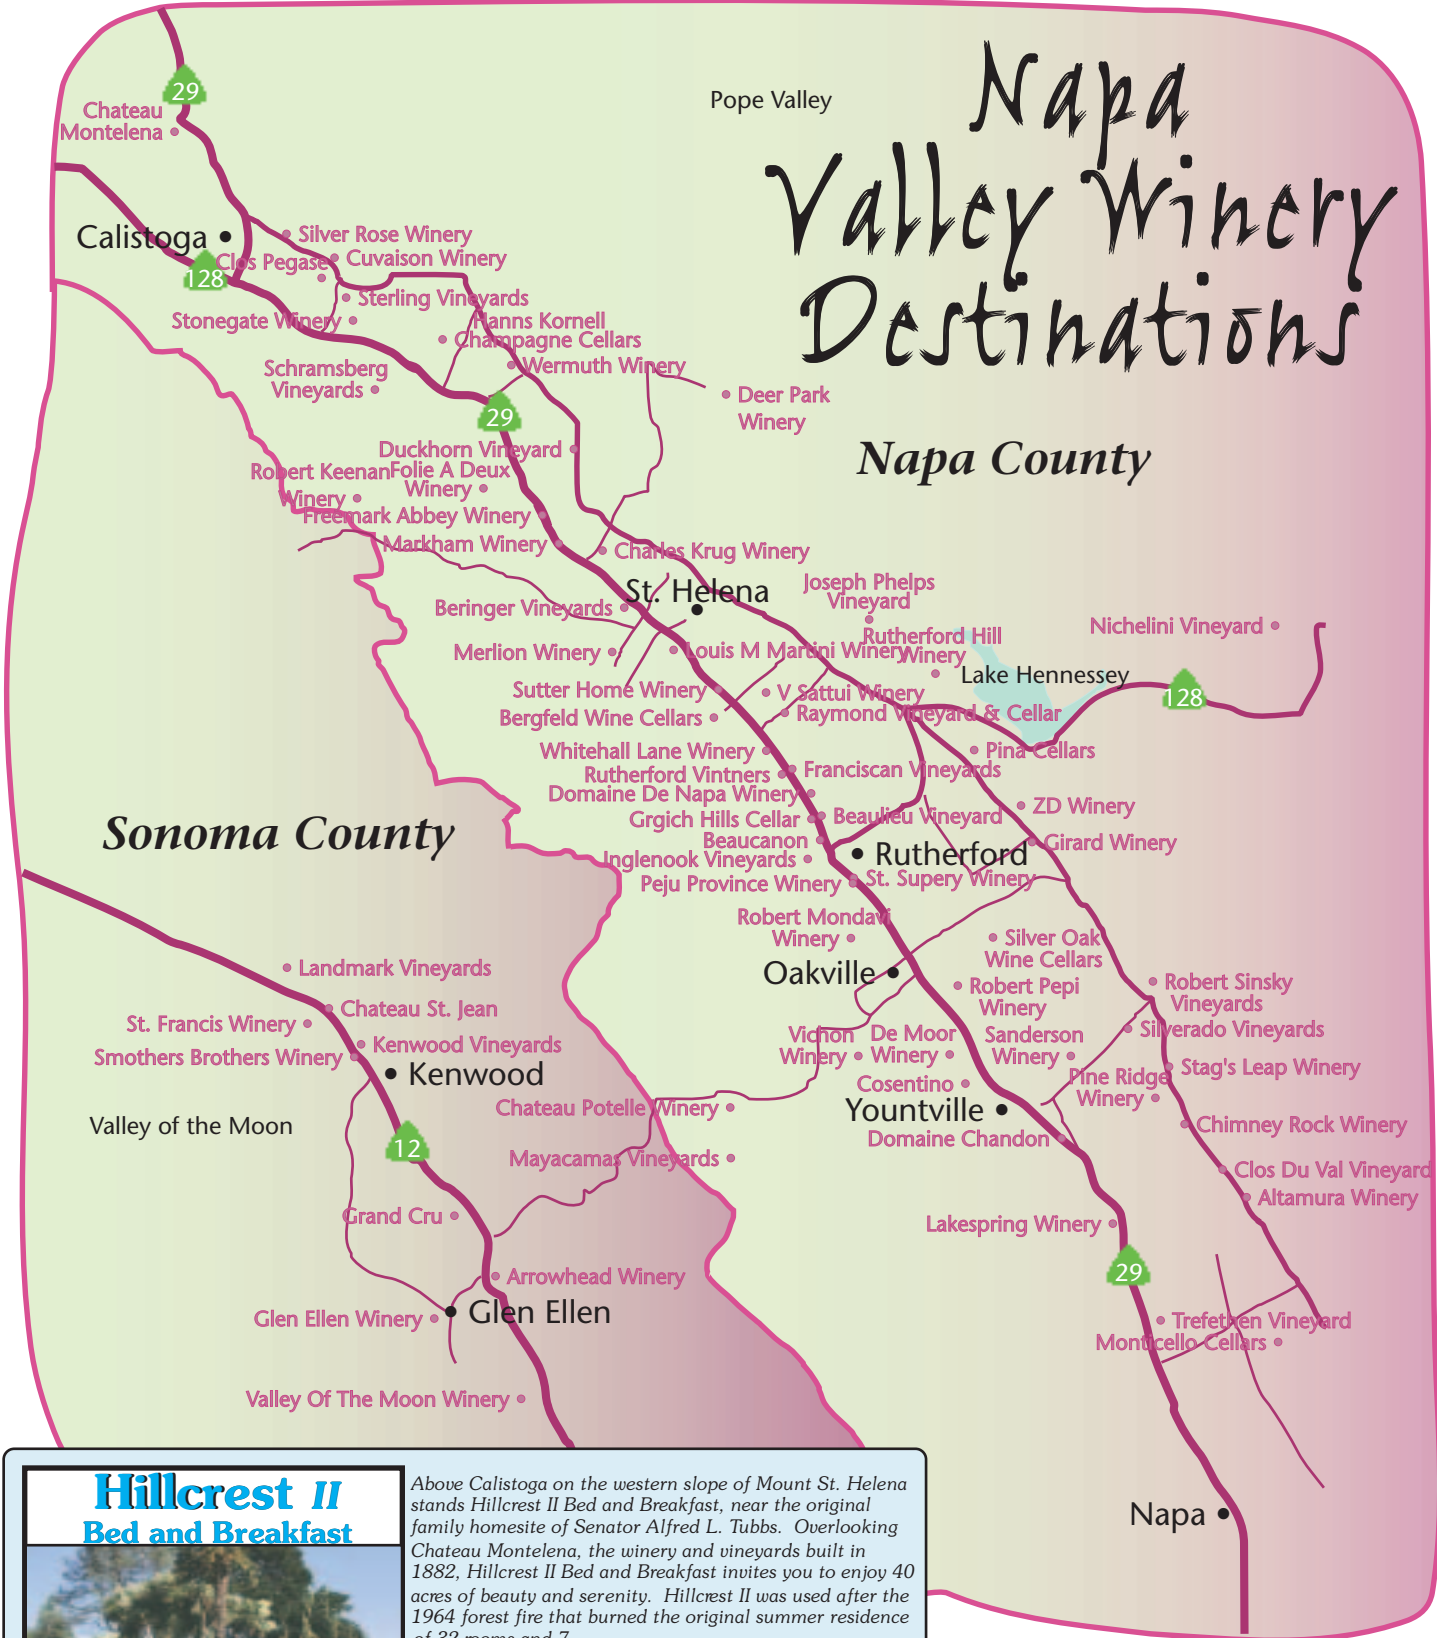 Napa
Valley Winery
Destinations
Pope Valley
29
Chateau
Montelena
Calistoga
128
Silver Rose Winery
Clos Pegase
Cuvaison Winery
Sterling Vineyards
Stonegate Winery
Hanns Kornell
Champagne Cellars
Wermuth Winery
Schramsberg
Vineyards
Deer Park
Winery
29
Napa County
Duckhorn Vineyard
Robert Keenan
Winery
Folie A Deux
Winery
Freemark Abbey Winery
Markham Winery
Charles Krug Winery
St. Helena
Joseph Phelps
Vineyard
Beringer Vineyards
Nichelini Vineyard
Rutherford Hill
Winery
Merlion Winery
Louis M Martini Winery
Lake Hennessey
128
Sutter Home Winery
V Sattui Winery
Bergfeld Wine Cellars
Raymond Vineyard & Cellar
Whitehall Lane Winery
Pina Cellars
Rutherford Vintners
Franciscan Vineyards
Domaine De Napa Winery
ZD Winery
Grgich Hills Cellar
Beaulieu Vineyard
Sonoma County
Beaucanon
Girard Winery
Rutherford
Inglenook Vineyards
Peju Province Winery
St. Supery Winery
Robert Mondavi
Winery
Silver Oak
Wine Cellars
Oakville
Landmark Vineyards
Robert Pepi
Winery
Robert Sinsky
Vineyards
Chateau St. Jean
St. Francis Winery
Vichon
Winery
De Moor
Winery
Sanderson
Winery
Silverado Vineyards
Kenwood Vineyards
Smothers Brothers Winery
Kenwood
Stag's Leap Winery
Cosentino
Pine Ridge
Winery
Chateau Potelle Winery
Yountville
Valley of the Moon
Chimney Rock Winery
12
Domaine Chandon
Mayacamas Vineyards
Clos Du Val Vineyard
Altamura Winery
Grand Cru
Lakespring Winery
29
Arrowhead Winery
Glen Ellen Winery
Glen Ellen
Trefethen Vineyard
Monticello Cellars
Valley Of The Moon Winery
Napa
Hillcrest II
Bed and Breakfast
Above Calistoga on the western slope of Mount St. Helena
stands Hillcrest II Bed and Breakfast, near the original
family homesite of Senator Alfred L. Tubbs. Overlooking
Chateau Montelena, the winery and vineyards built in
1882, Hillcrest II Bed and Breakfast invites you to enjoy 40
acres of beauty and serenity. Hillcrest II was used after the
1964 forest fire that burned the original summer residence
of 32 rooms and 7